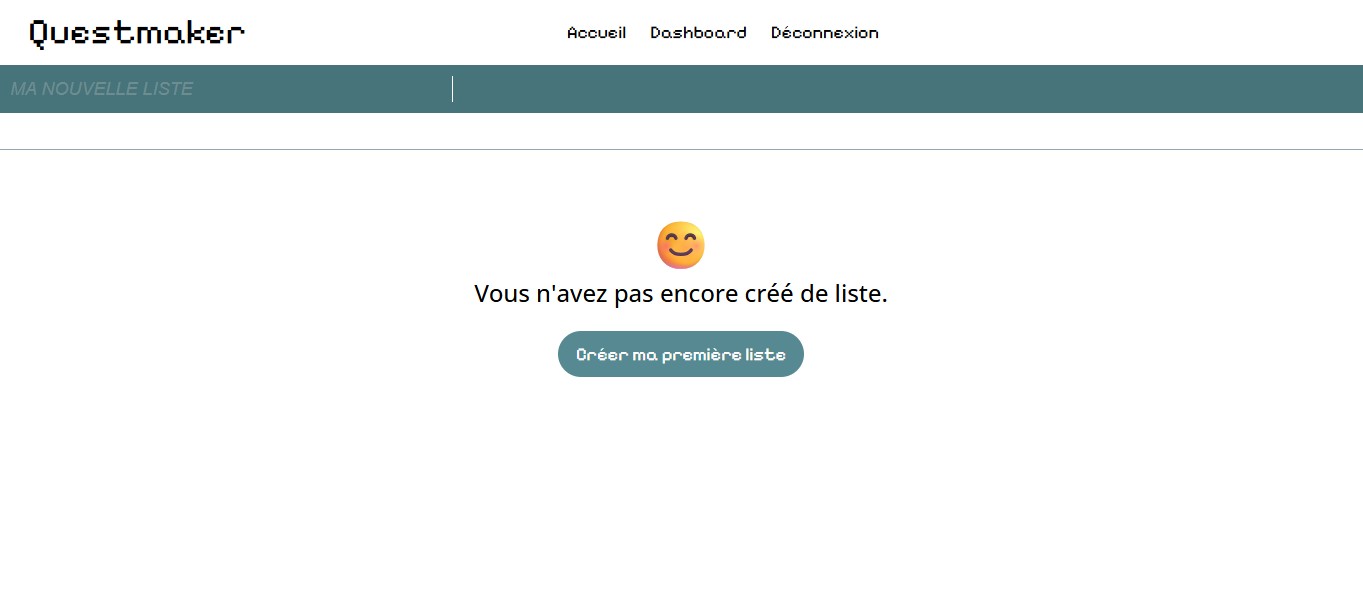 Questmaker
Accueil Dashboard Déconnexion
MA NOUVELLE LISTE
Vous n'avez pas encore créé de liste.
Créer ma première liste